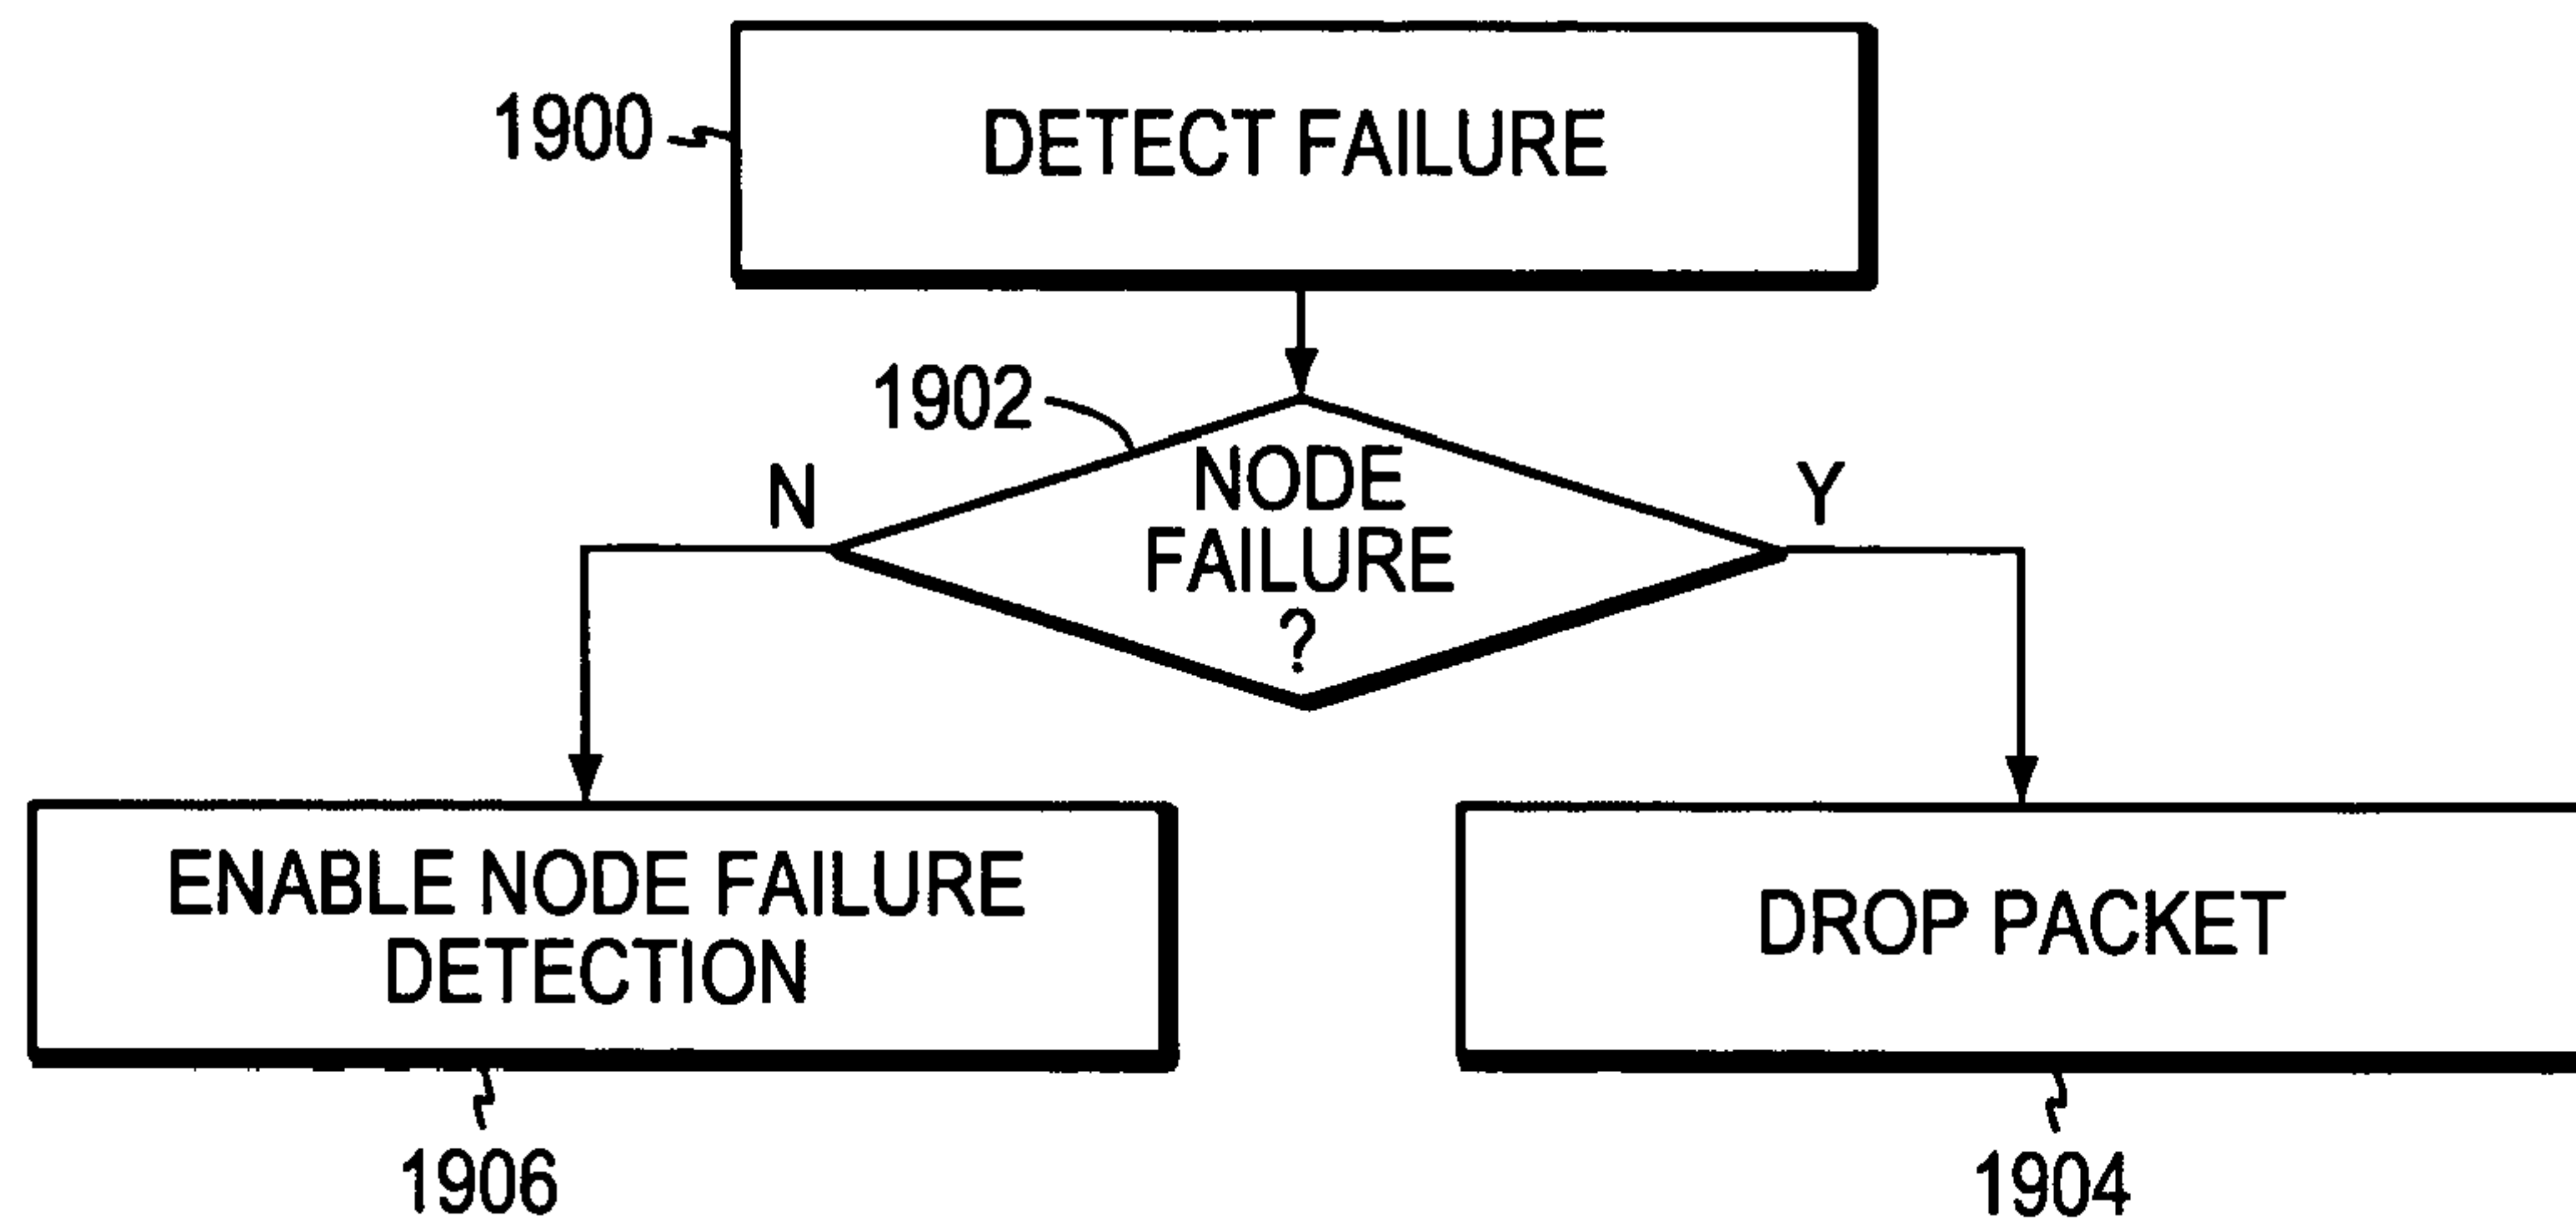 1900
DETECT FAILURE
1902
N
NODE
FAILURE
?
Y
ENABLE NODE FAILURE
DETECTION
DROP PACKET
1906
1904